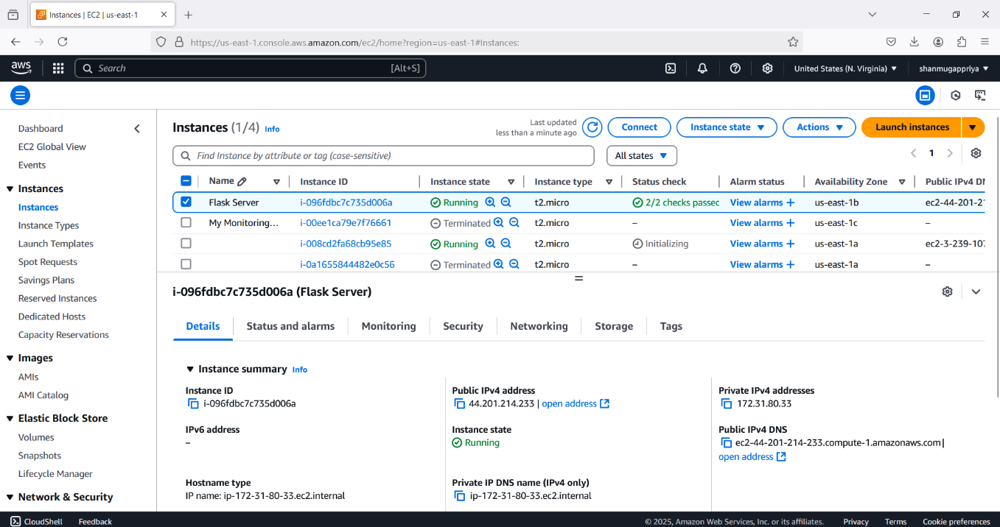 Instances | EC2 | us-east-1
https://us-east-1.console.aws.amazon.com/ec2/home?region=us-east-1#Instances:
aws
Search [Alt+S]
United States (N. Virginia)
shanmugappriya
Dashboard
EC2 Global View
Events
Instances
Instances
Instance Types
Launch Templates
Spot Requests
Savings Plans
Reserved Instances
Dedicated Hosts
Capacity Reservations
Images
AMIs
AMI Catalog
Elastic Block Store
Volumes
Snapshots
Lifecycle Manager
Network & Security
Instances (1/4) Info
Last updated
less than a minute ago
Connect
Instance state
Actions
Launch instances
Find Instance by attribute or tag (case-sensitive)
All states
1
Name Instance ID Instance state Instance type Status check Alarm status Availability Zone Public IPv4 DN
Flask Server i-096fdbc7c735d006a Running t2.micro 2/2 checks passec View alarms + us-east-1b ec2-44-201-21
My Monitoring... i-00ee1ca79e7f76661 Terminated t2.micro – View alarms + us-east-1c –
i-008cd2fa68cb95e85 Running t2.micro Initializing View alarms + us-east-1a ec2-3-239-107
i-0a1655844482e0c56 Terminated t2.micro – View alarms + us-east-1a –
i-096fdbc7c735d006a (Flask Server)
Details Status and alarms Monitoring Security Networking Storage Tags
Instance summary Info
Instance ID
i-096fdbc7c735d006a
Public IPv4 address
44.201.214.233 | open address
Private IPv4 addresses
172.31.80.33
IPv6 address
–
Instance state
Running
Public IPv4 DNS
ec2-44-201-214-233.compute-1.amazonaws.com |
open address
Hostname type
IP name: ip-172-31-80-33.ec2.internal
Private IP DNS name (IPv4 only)
ip-172-31-80-33.ec2.internal
CloudShell Feedback
© 2025, Amazon Web Services, Inc. or its affiliates. Privacy Terms Cookie preferences